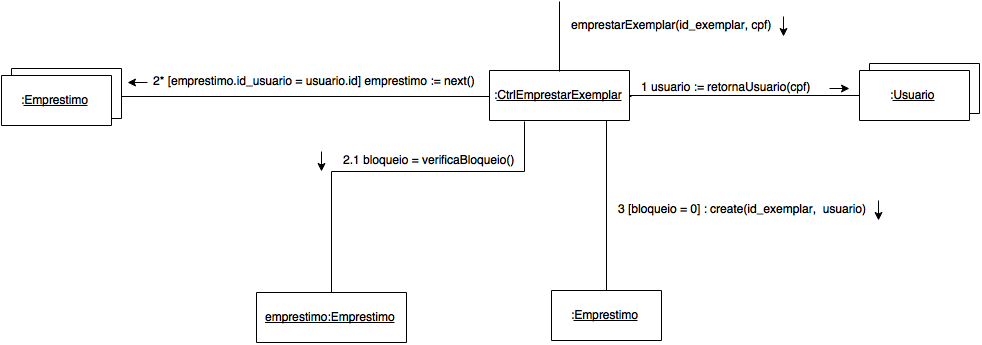 emprestarExemplar(id_exemplar, cpf)
2* [emprestimo.id_usuario = usuario.id] emprestimo := next()
1 usuario := retornaUsuario(cpf)
:Emprestimo
:CtrlEmprestarExemplar
:Usuario
2.1 bloqueio = verificaBloqueio()
3 [bloqueio = 0] : create(id_exemplar, usuario)
emprestimo:Emprestimo
:Emprestimo